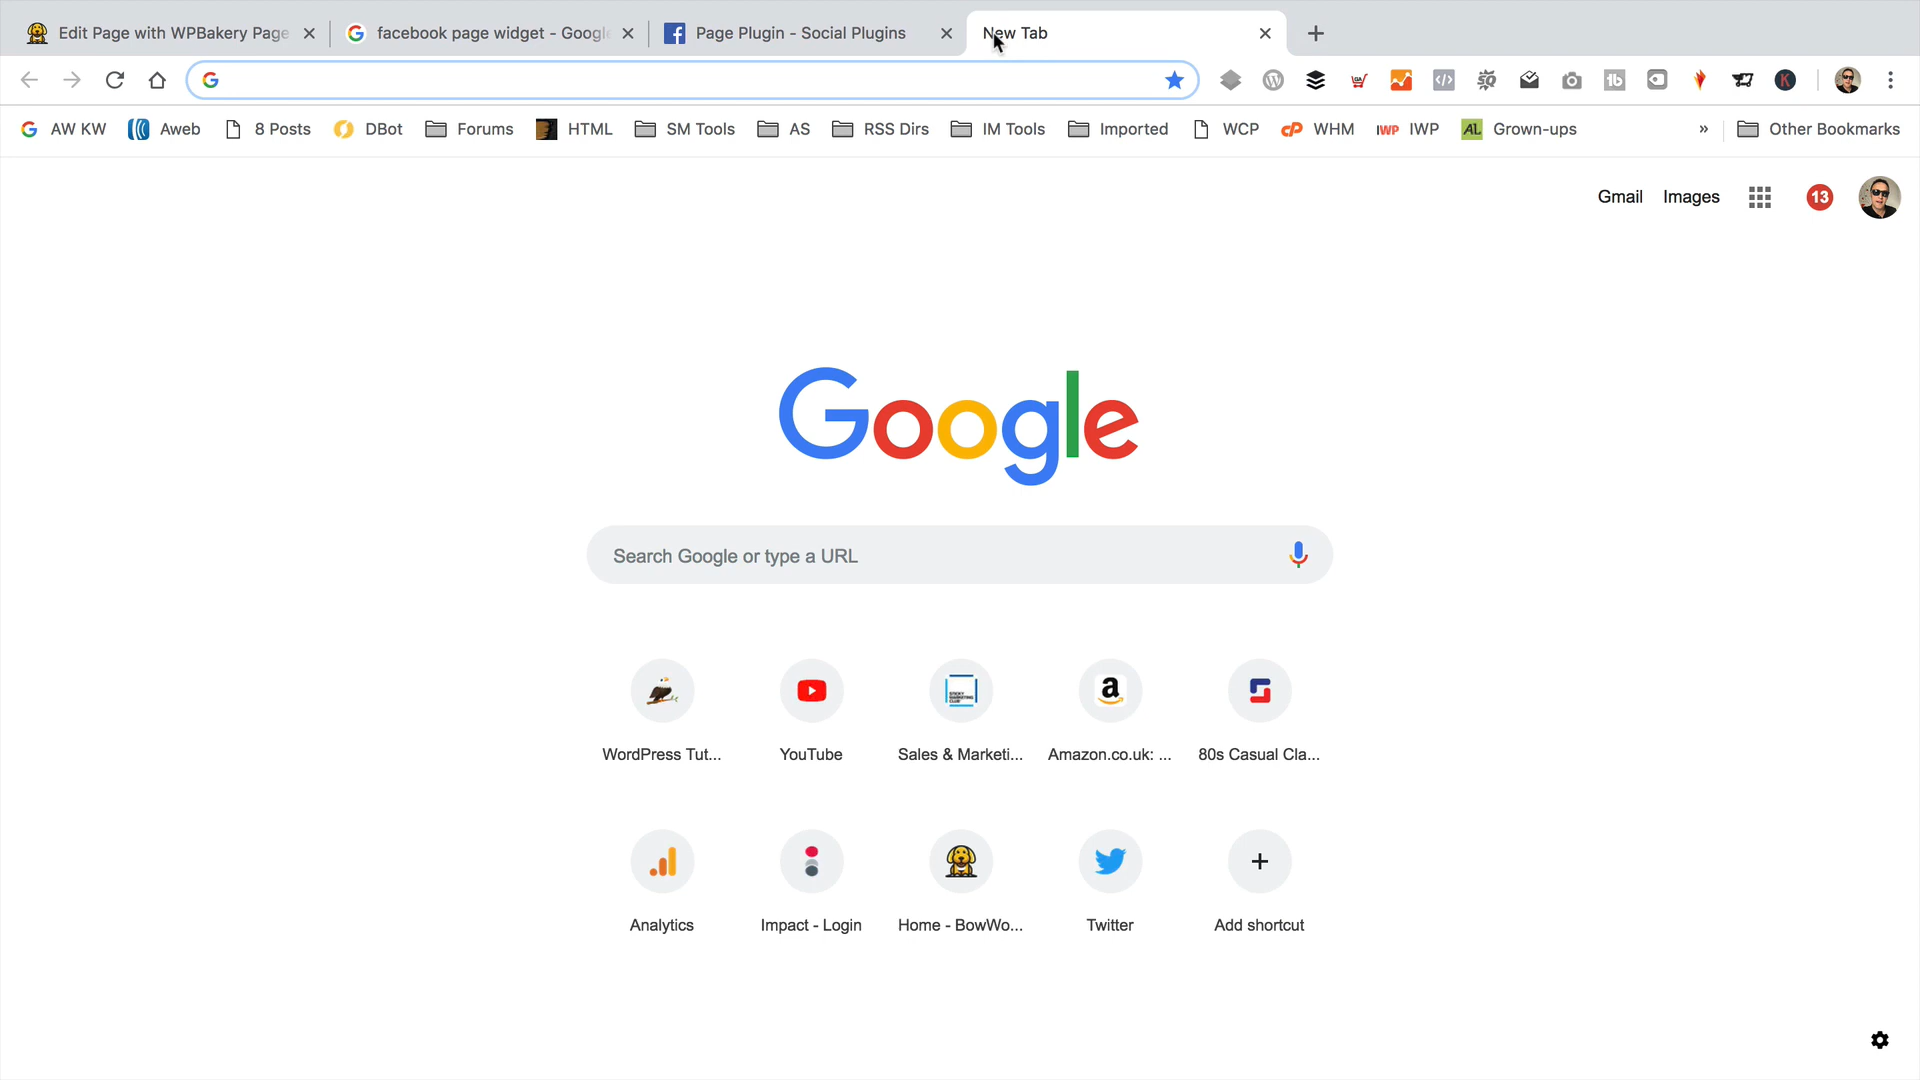 Edit Page with WPBakery Page
facebook page widget - Google
Page Plugin - Social Plugins
New Tab
AW KW
Aweb
8 Posts
DBot
Forums
HTML
SM Tools
AS
RSS Dirs
IM Tools
Imported
WCP
WHM
IWP
IWP
Grown-ups
Other Bookmarks
Gmail
Images
13
Google
Search Google or type a URL
WordPress Tut...
YouTube
Sales & Marketi...
Amazon.co.uk: ...
80s Casual Cla...
Analytics
Impact - Login
Home - BowWo...
Twitter
Add shortcut